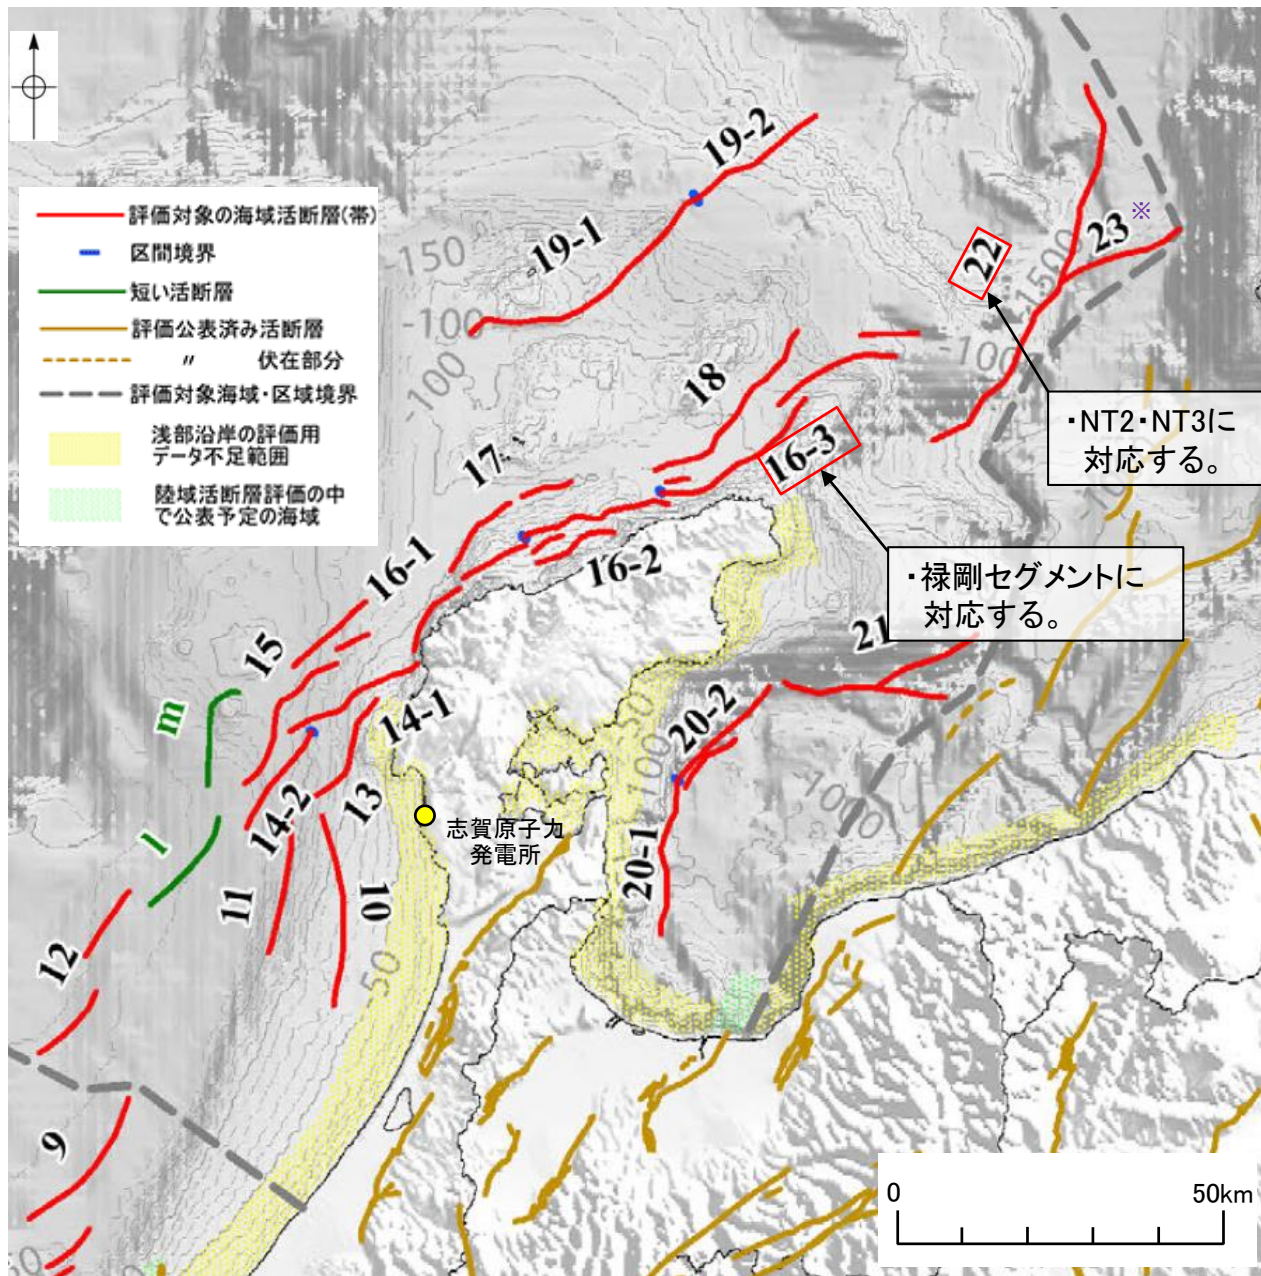 19-2
※
23
22
19-1
評価対象の海域活断層(帯)
区間境界
短い活断層
評価公表済み活断層
〃 伏在部分
評価対象海域・区域境界
浅部沿岸の評価用
データ不足範囲
陸域活断層評価の中
で公表予定の海域
-150
-100
-100
-1500
-100
18
・NT2・NT3に
対応する。
16-3
17
・禄剛セグメントに
対応する。
16-1
16-2
21
15
m
14-1
20-2
50
100
1000
14-2
13
志賀原子力
発電所
l
11
10
20-1
12
50
9
50
0
50km